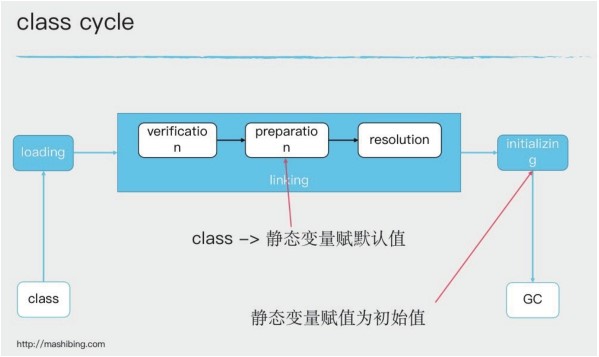 class cycle
verificatio
n
preparatio
n
resolution
loading
initializin
g
linking
class -> 静态变量赋默认值
class
静态变量赋值为初始值
GC
http://mashibing.com